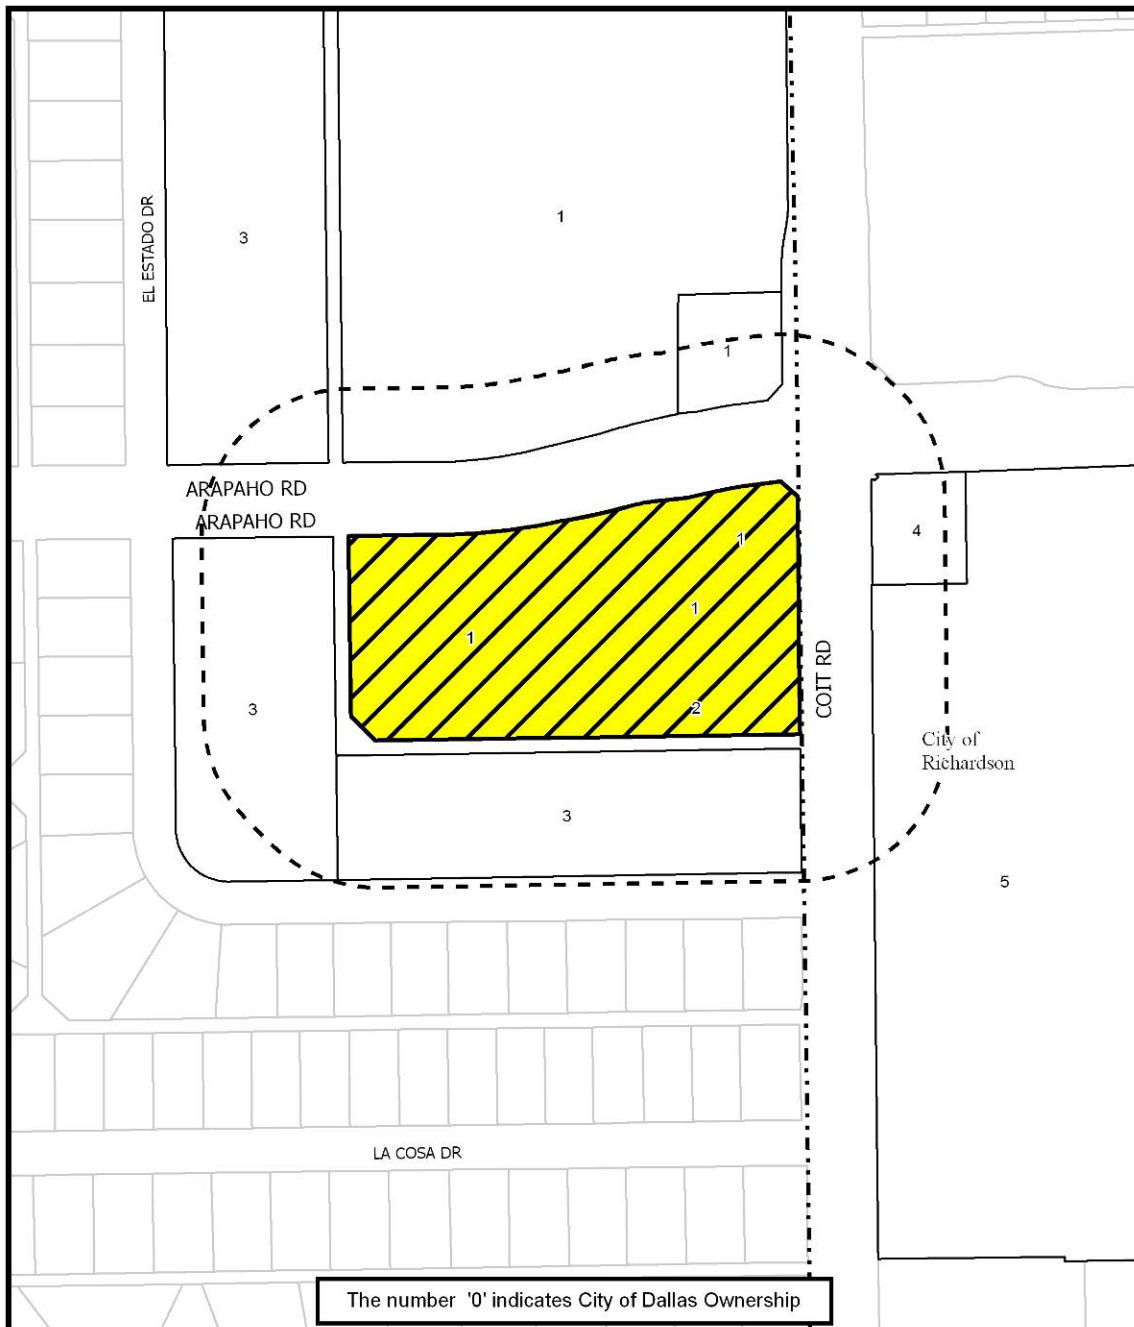 EL ESTADO DR
3
1
1
ARAPAHO RD
ARAPAHO RD
4
1
1
1
3
2
COIT RD
City of
Richardson
3
5
LA COSA DR
The number '0' indicates City of Dallas Ownership